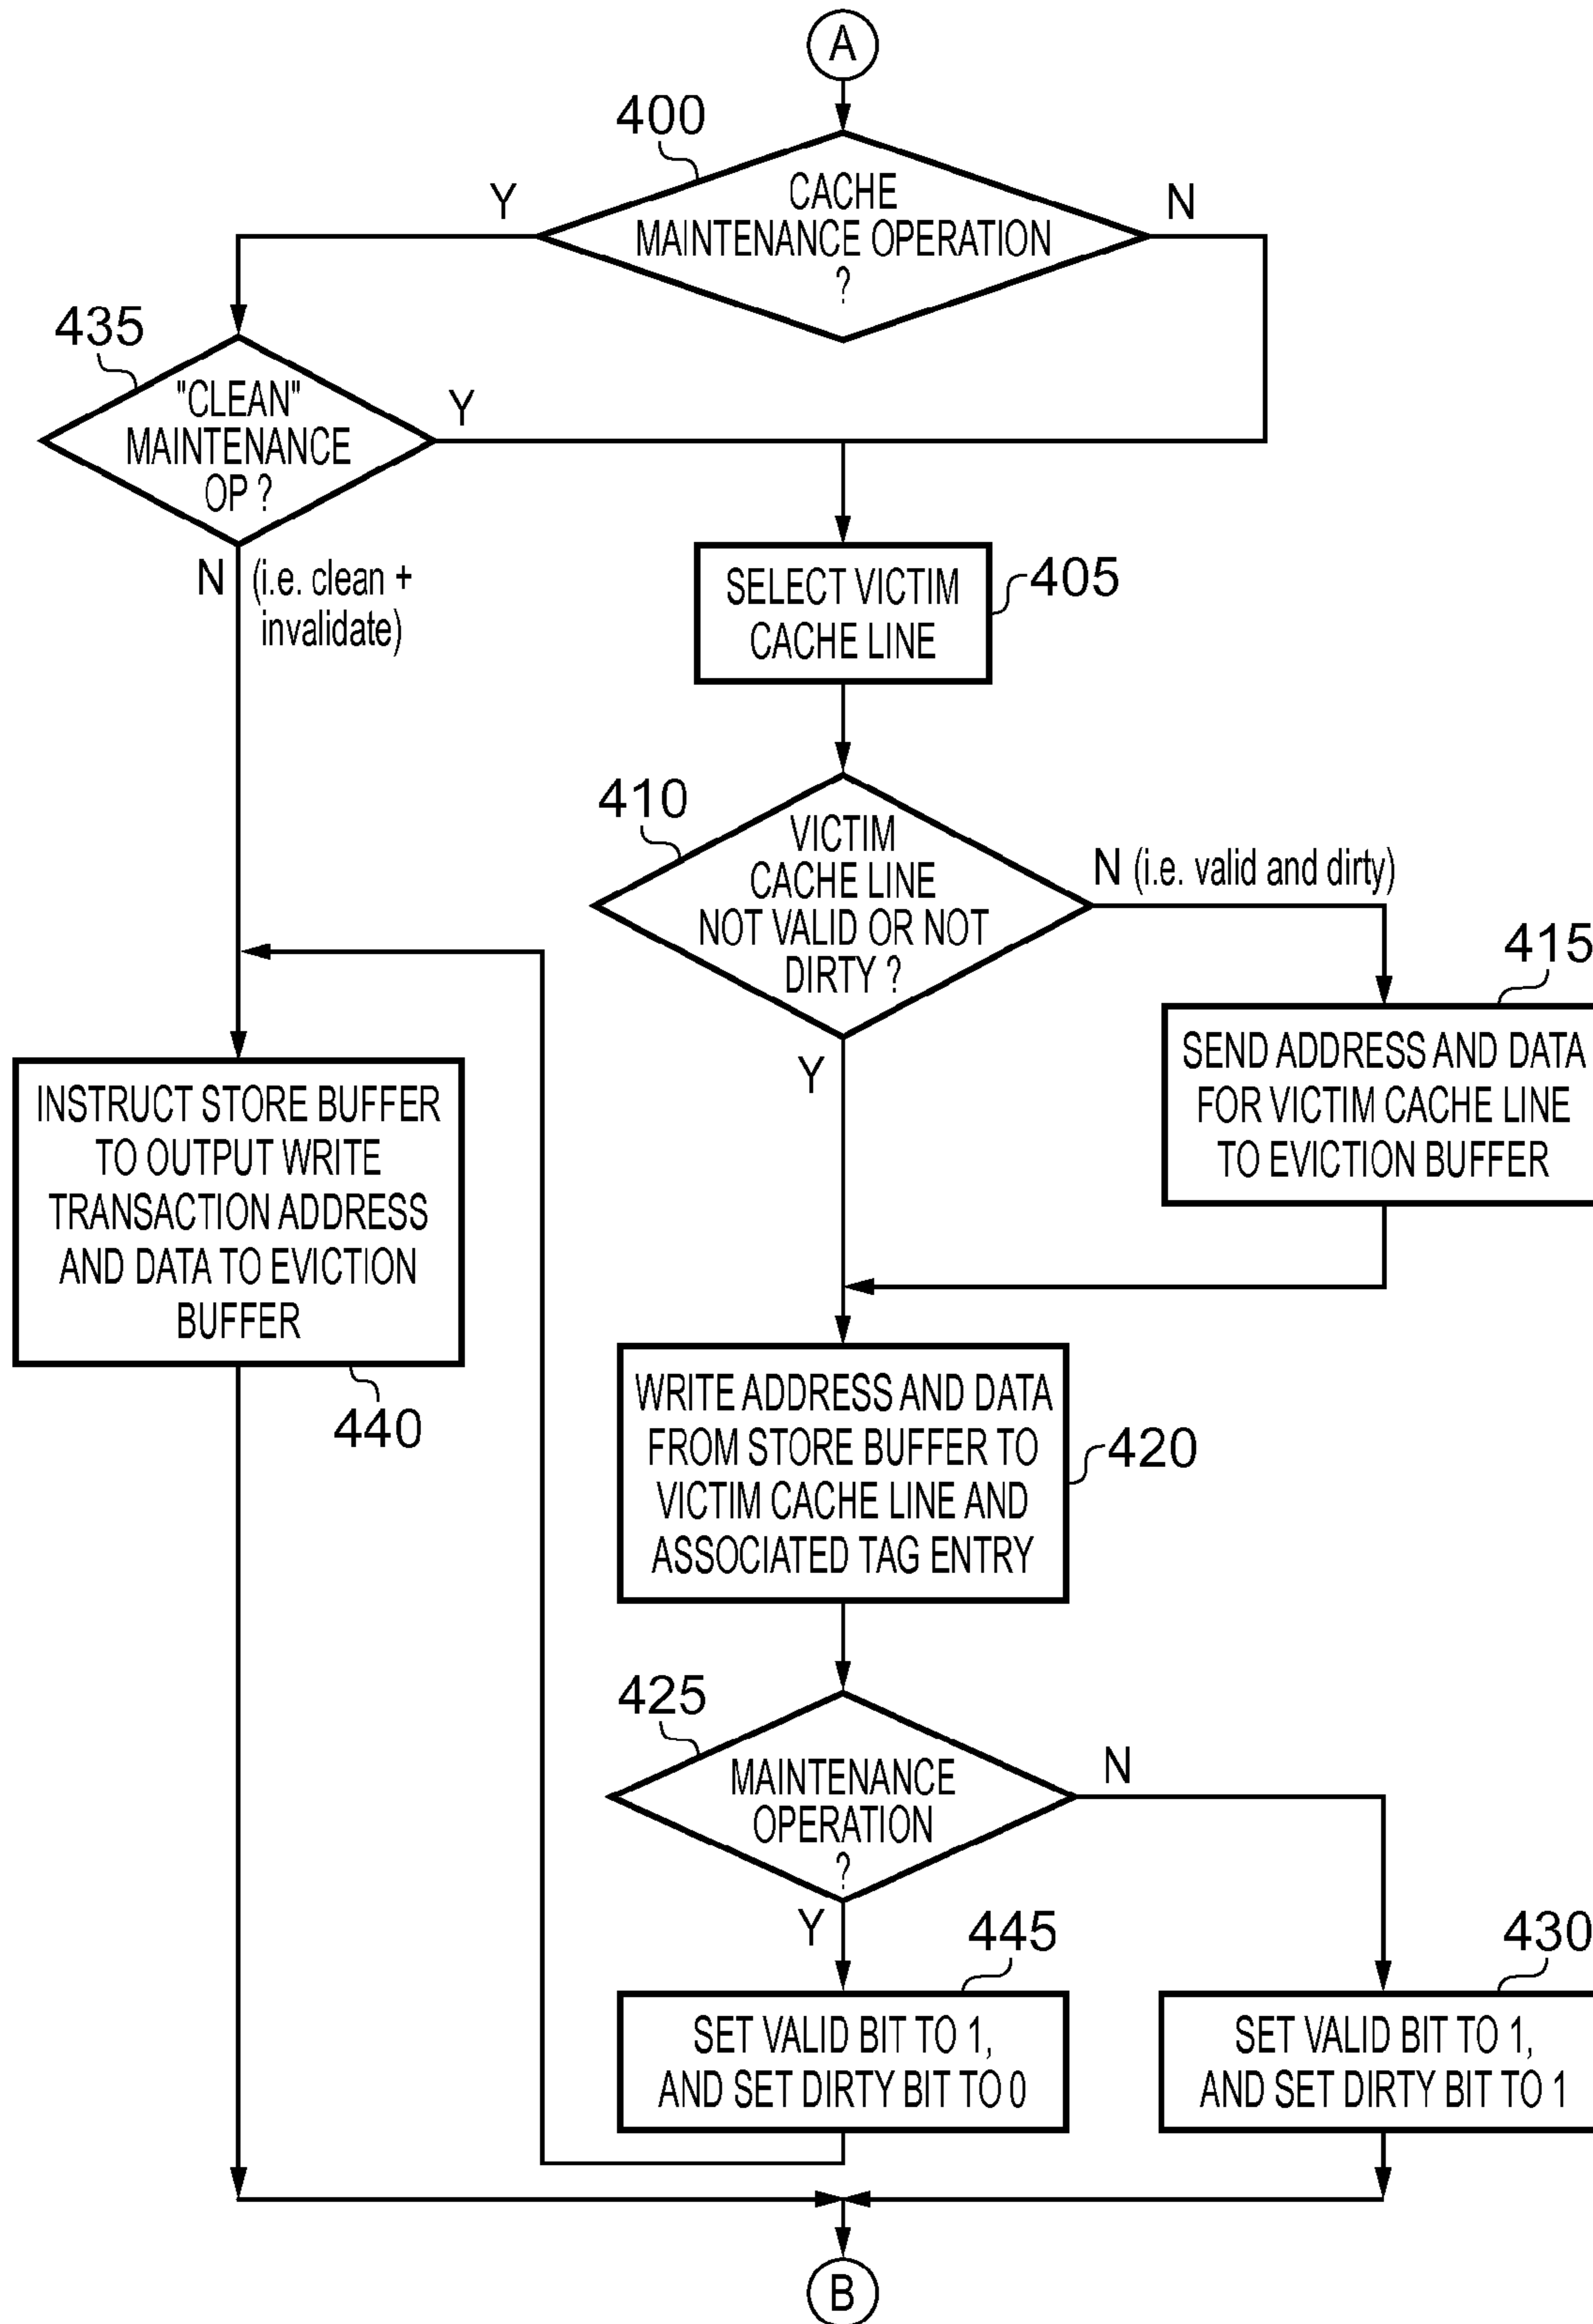 A
400
CACHE
MAINTENANCE OPERATION
?
Y
N
435
"CLEAN"
MAINTENANCE
OP ?
Y
N
(i.e. clean +
invalidate)
SELECT VICTIM
CACHE LINE
405
410
VICTIM
CACHE LINE
NOT VALID OR NOT
DIRTY ?
N (i.e. valid and dirty)
Y
415
SEND ADDRESS AND DATA
FOR VICTIM CACHE LINE
TO EVICTION BUFFER
INSTRUCT STORE BUFFER
TO OUTPUT WRITE
TRANSACTION ADDRESS
AND DATA TO EVICTION
BUFFER
440
WRITE ADDRESS AND DATA
FROM STORE BUFFER TO
VICTIM CACHE LINE AND
ASSOCIATED TAG ENTRY
420
425
MAINTENANCE
OPERATION
?
N
Y
445
SET VALID BIT TO 1,
AND SET DIRTY BIT TO 0
430
SET VALID BIT TO 1,
AND SET DIRTY BIT TO 1
B